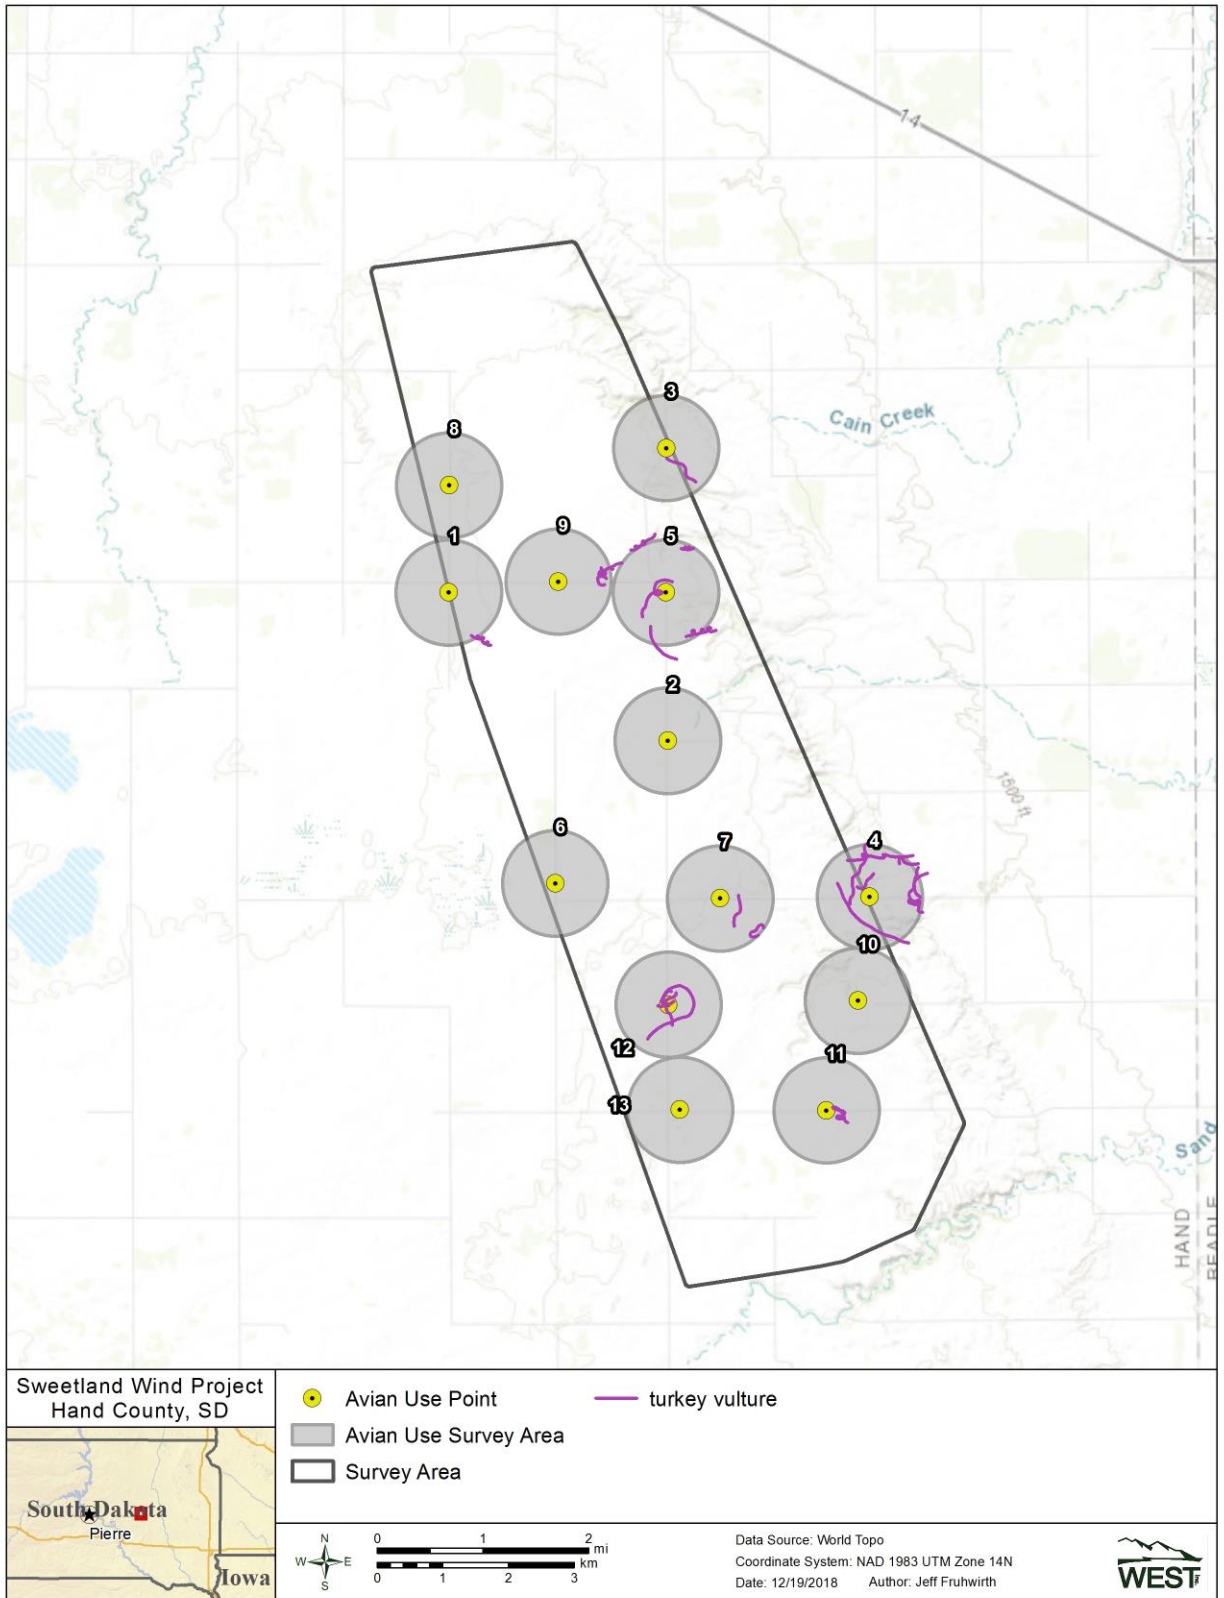 14
3
Cain Creek
8
9
1
5
2
1500 ft
6
7
4
10
12
11
13
Sand
HAND
BEADLE
Sweetland Wind Project
Hand County, SD
South Dakota
Pierre
Iowa
Avian Use Point
turkey vulture
Avian Use Survey Area
Survey Area
N
W E
S
0 1 2
mi
km
0 1 2 3
Data Source: World Topo
Coordinate System: NAD 1983 UTM Zone 14N
Date: 12/19/2018 Author: Jeff Fruhwirth
WEST Inc.